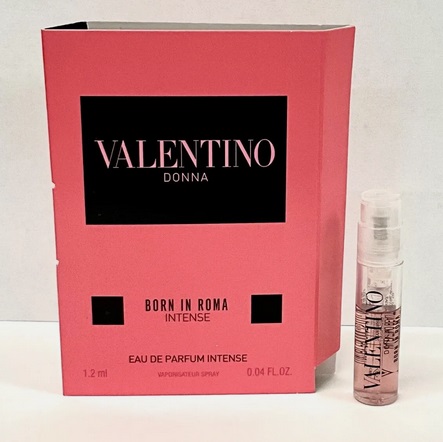 VALENTINO
DONNA
BORN IN ROMA
INTENSE
EAU DE PARFUM INTENSE
1.2 ml VAPORISATEUR SPRAY 0.04 FL.OZ.
VALENTINO